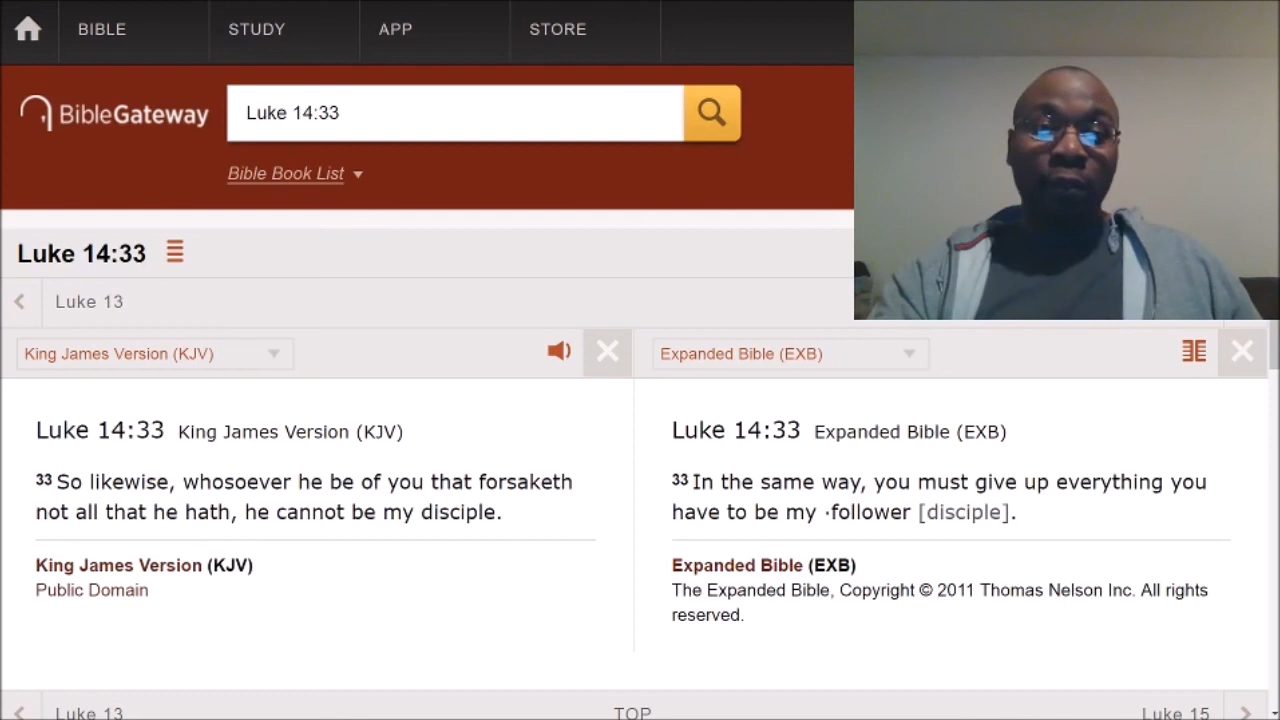 BIBLE STUDY APP STORE
BibleGateway
Luke 14:33
Bible Book List
Luke 14:33
Luke 13
King James Version (KJV)
Expanded Bible (EXB)
Luke 14:33 King James Version (KJV)
33 So likewise, whosoever he be of you that forsaketh
not all that he hath, he cannot be my disciple.
King James Version (KJV)
Public Domain
Luke 14:33 Expanded Bible (EXB)
33 In the same way, you must give up everything you
have to be my ·follower [disciple].
Expanded Bible (EXB)
The Expanded Bible, Copyright © 2011 Thomas Nelson Inc. All rights
reserved.
Luke 13 TOP Luke 15